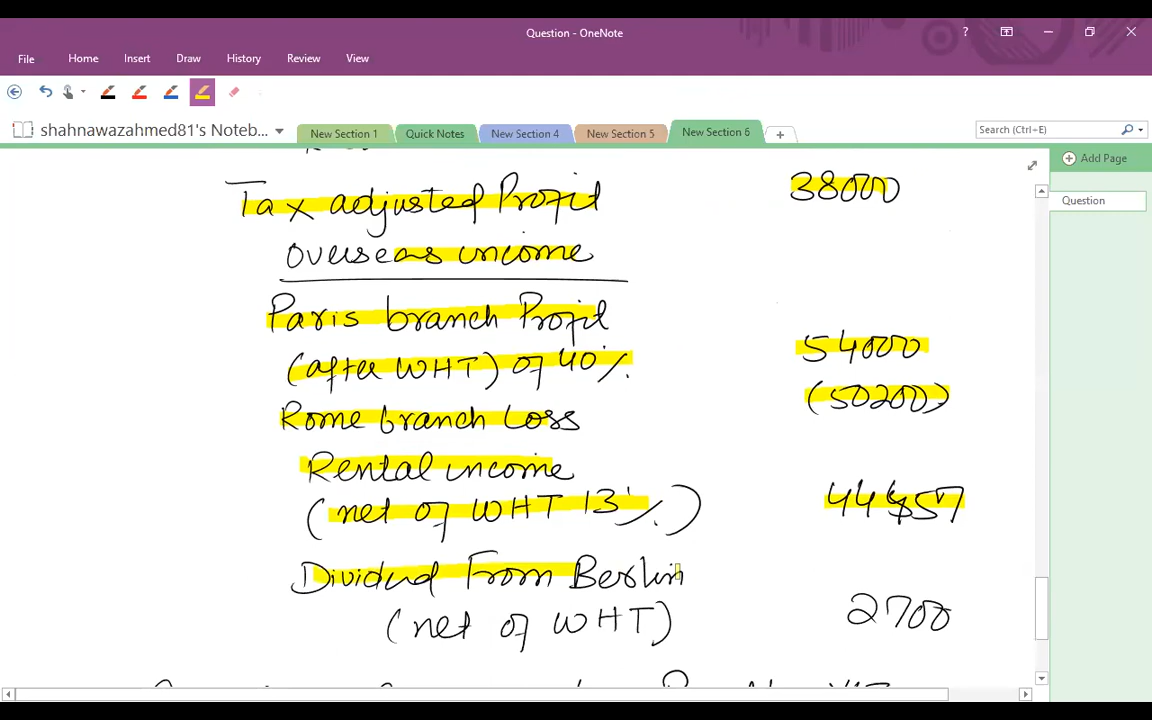 Question - OneNote
File Home Insert Draw History Review View
shahnawazahmed81's Noteb... New Section 1 Quick Notes New Section 4 New Section 5 New Section 6 Search (Ctrl+E)
Add Page
Question
Tax adjusted Profit 38000
overseas income
Paris branch Profit
(after WHT) of 40% 54000
Rome branch Loss (50200)
Rental income
(net of WHT 13%)
Dividend From Berlin
(net of WHT) 2700